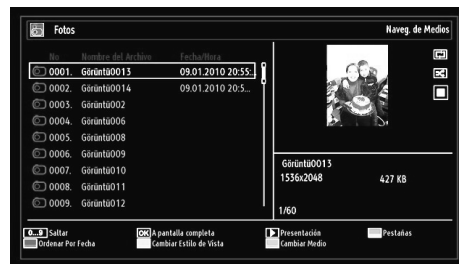 Fotos
Naveg. de Medios
No Nombre del Archivo Fecha/Hora
0001. Görüntü0013 09.01.2010 20:55:..
0002. Görüntü0014 09.01.2010 20:5...
0003. Görüntü002
0004. Görüntü006
0005. Görüntü008
0006. Görüntü009
0007. Görüntü010
0008. Görüntü011
0009. Görüntü012
Görüntü0013
1536x2048 427 KB
1/60
0...9 Saltar OK A pantalla completa Presentación Pestañas
Ordenar Por Fecha Cambiar Estilo de Vista Cambiar Medio